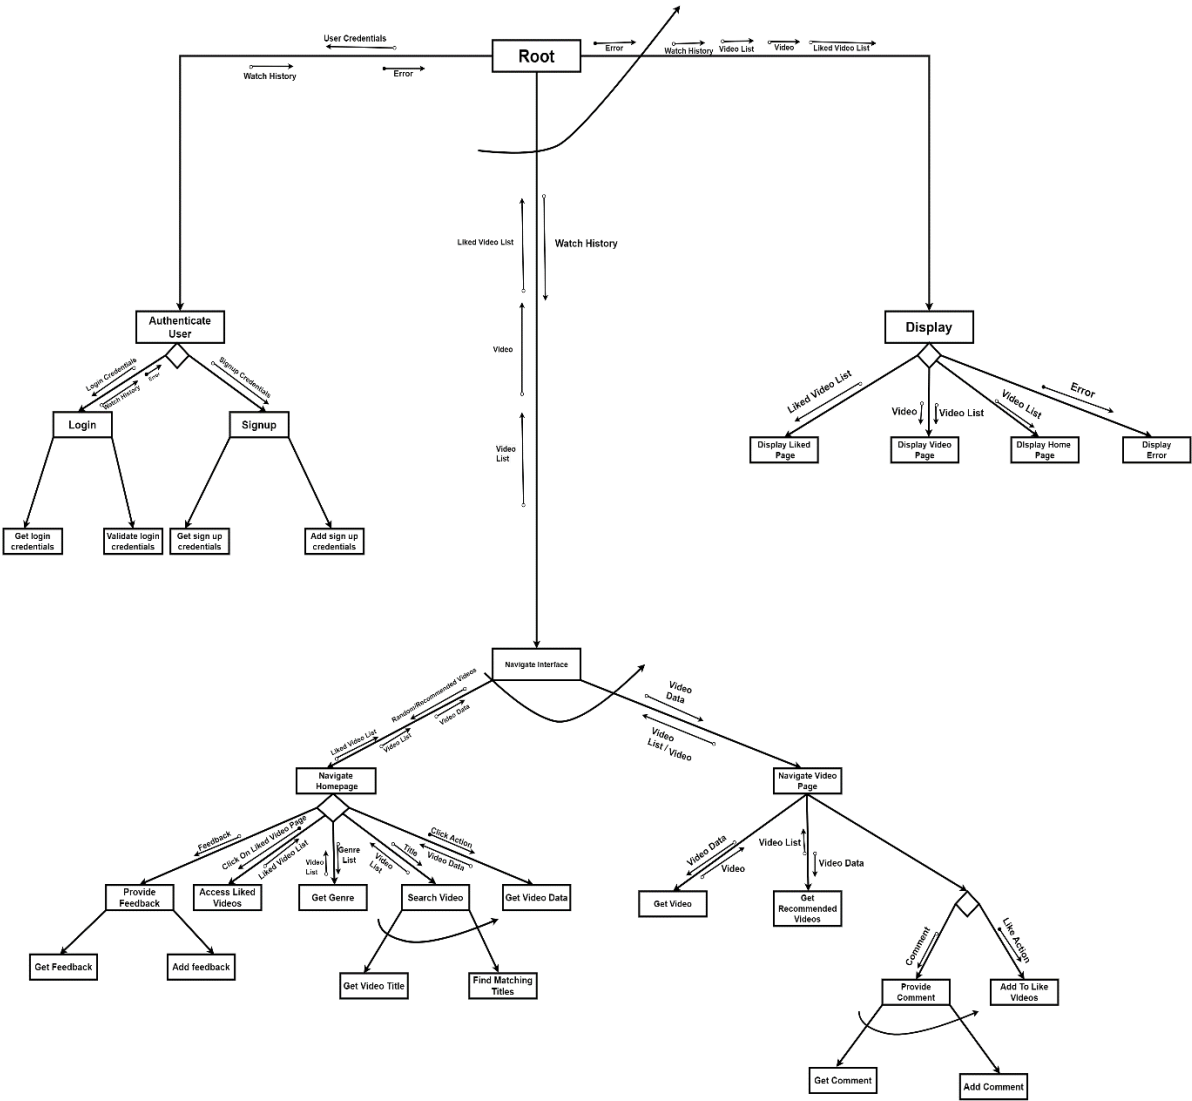 User Credentials
Root
Error
Watch History
Video List
Video
Liked Video List
Watch History
Error
Liked Video List
Watch History
Video
Video
List
Authenticate
User
Display
Login Credentials
Watch History
Error
Signup Credentials
Liked Video List
Video
Video List
Video List
Error
Login
Signup
Display Liked
Page
Display Video
Page
DIsplay Home
Page
Display
Error
Get login
credentials
Validate login
credentials
Get sign up
credentials
Add sign up
credentials
Navigate Interface
Random/Recommended Videos
Video Data
Liked Video List
Video List
Video
Data
Video
List / Video
Navigate
Homepage
Navigate Video
Page
Feedback
Click On Liked Video Page
Liked Video List
Video
List
Genre
List
Title
Video
List
Click Action
Video Data
Video Data
Video
Video List
Video Data
Provide
Feedback
Access Liked
Videos
Get Genre
Search Video
Get Video Data
Get Video
Get
Recommended
Videos
Comment
Like Action
Get Feedback
Add feedback
Get Video Title
Find Matching
Titles
Provide
Comment
Add To Like
Videos
Get Comment
Add Comment